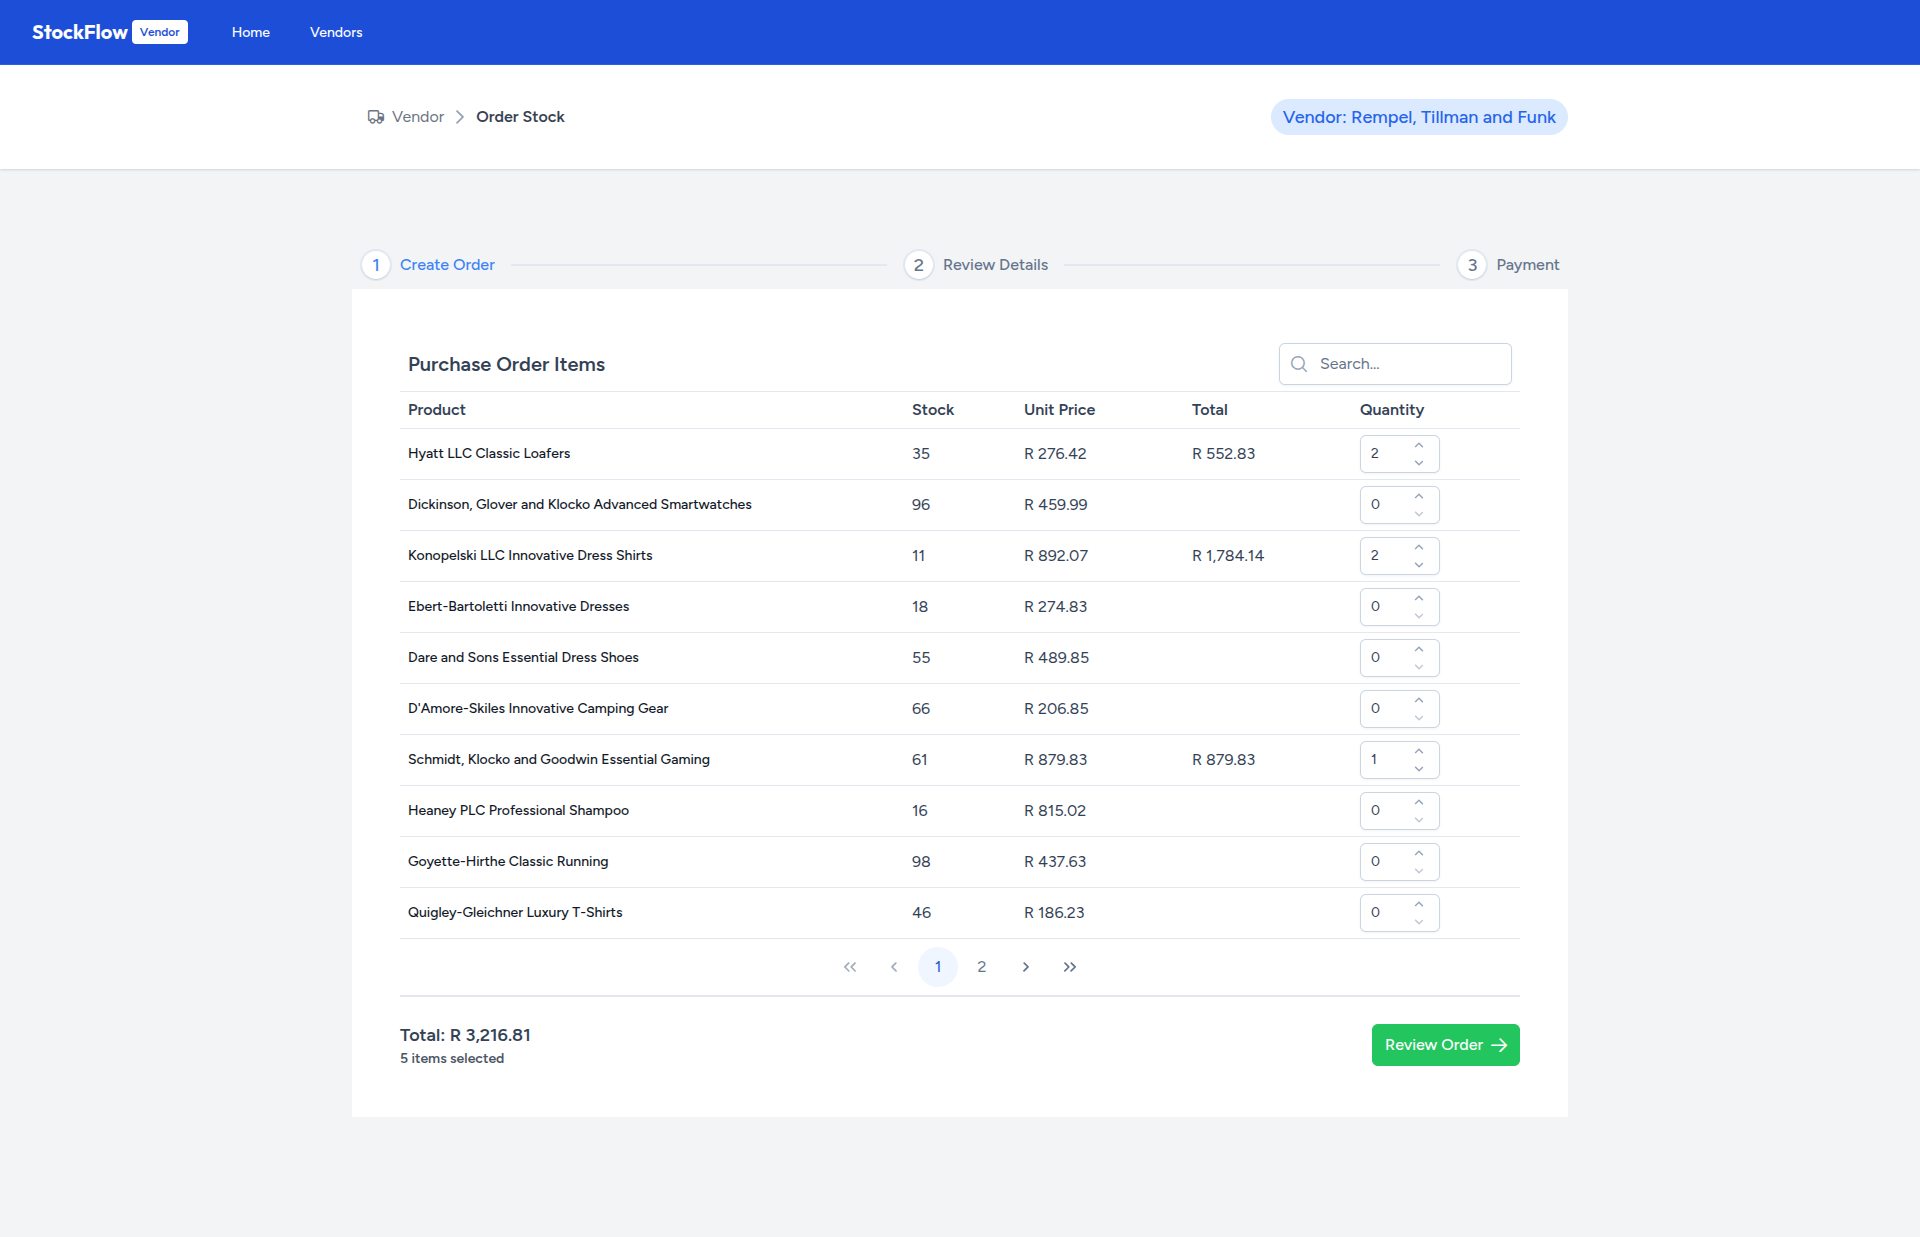 StockFlow Vendor Home Vendors
Vendor Order Stock Vendor: Rempel, Tillman and Funk
1 Create Order 2 Review Details 3 Payment
Purchase Order Items Search...
Product Stock Unit Price Total Quantity
Hyatt LLC Classic Loafers 35 R 276.42 R 552.83 2
Dickinson, Glover and Klocko Advanced Smartwatches 96 R 459.99 0
Konopelski LLC Innovative Dress Shirts 11 R 892.07 R 1,784.14 2
Ebert-Bartoletti Innovative Dresses 18 R 274.83 0
Dare and Sons Essential Dress Shoes 55 R 489.85 0
D'Amore-Skiles Innovative Camping Gear 66 R 206.85 0
Schmidt, Klocko and Goodwin Essential Gaming 61 R 879.83 R 879.83 1
Heaney PLC Professional Shampoo 16 R 815.02 0
Goyette-Hirthe Classic Running 98 R 437.63 0
Quigley-Gleichner Luxury T-Shirts 46 R 186.23 0
1 2
Total: R 3,216.81
5 items selected
Review Order